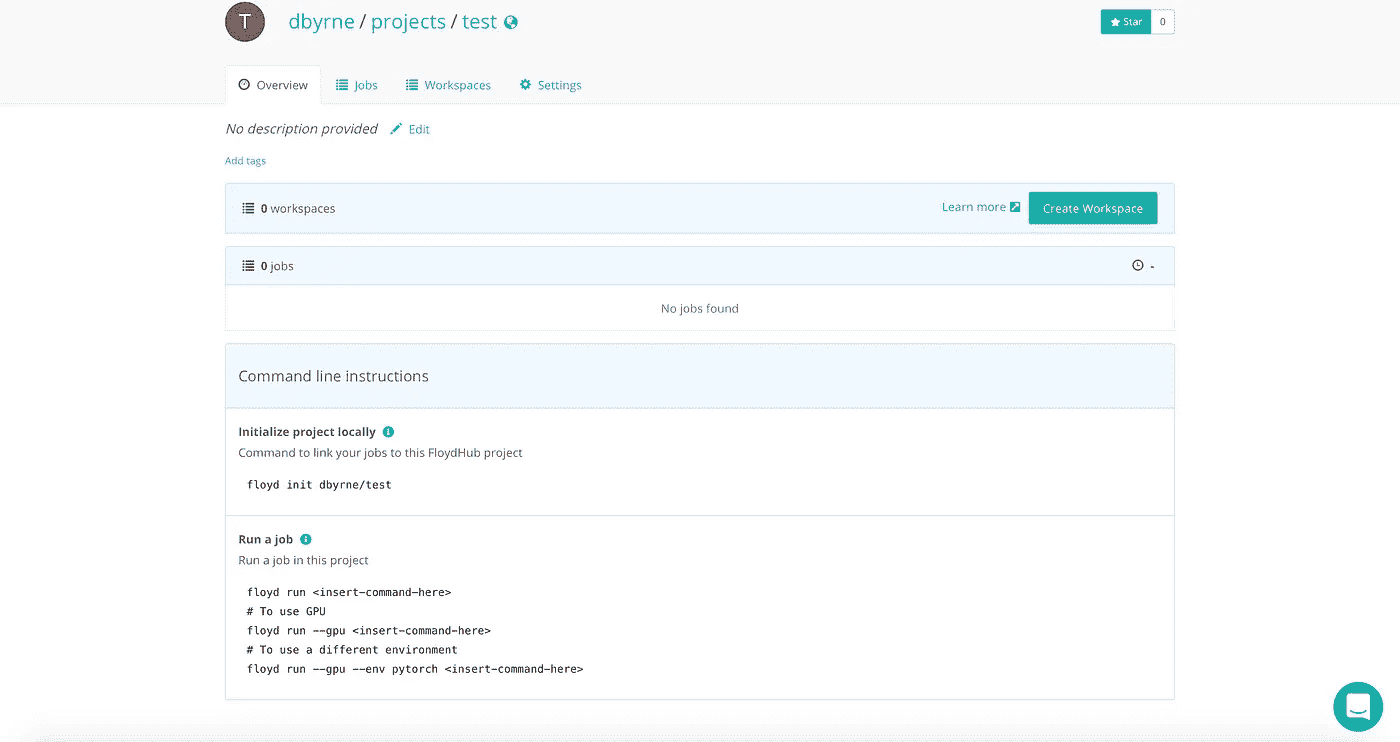 T
dbyrne / projects / test
Star 0
Overview Jobs Workspaces Settings
No description provided Edit
Add tags
0 workspaces Learn more Create Workspace
0 jobs -
No jobs found
Command line instructions
Initialize project locally
Command to link your jobs to this FloydHub project
floyd init dbyrne/test
Run a job
Run a job in this project
floyd run <insert-command-here>
# To use GPU
floyd run --gpu <insert-command-here>
# To use a different environment
floyd run --gpu --env pytorch <insert-command-here>